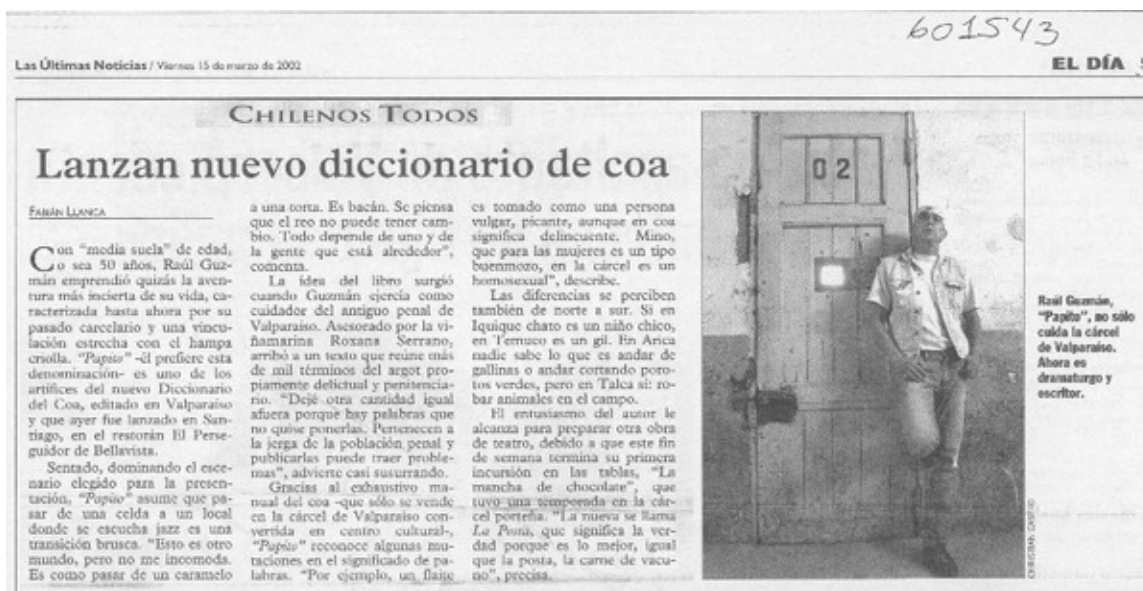 601543
Las Últimas Noticias / Viernes 15 de marzo de 2002
EL DÍA
CHILENOS TODOS
Lanzan nuevo diccionario de coa
FABIÁN LLANCA
Con "media suela" de edad,
o sea 50 años, Raúl Guz-
mán emprendió quizás la aven-
tura más incierta de su vida, ca-
racterizada hasta ahora por su
pasado carcelario y una vincu-
lación estrecha con el hampa
criolla. "Papito" -él prefiere esta
denominación- es uno de los
artífices del nuevo Diccionario
del Coa, editado en Valparaíso
y que ayer fue lanzado en San-
tiago, en el restorán El Perse-
guidor de Bellavista.
Sentado, dominando el esce-
nario elegido para la presen-
tación, "Papito" asume que pa-
sar de una celda a un local
donde se escucha jazz es una
transición brusca. "Esto es otro
mundo, pero no me incomoda.
Es como pasar de un caramelo
a una torta. Es bacán. Se piensa
que el reo no puede tener cam-
bio. Todo depende de uno y de
la gente que está alrededor",
comenta.
La idea del libro surgió
cuando Guzmán ejercía como
cuidador del antiguo penal de
Valparaíso. Asesorado por la vi-
ñamarina Roxana Serrano,
arribó a un texto que reúne más
de mil términos del argot pro-
piamente delictual y penitencia-
rio. "Dejé otra cantidad igual
afuera porque hay palabras que
no quise ponerlas. Pertenecen a
la jerga de la población penal y
publicarlas puede traer proble-
mas", advierte casi susurrando.
Gracias al exhaustivo ma-
nual del coa -que sólo se vende
en la cárcel de Valparaíso con-
vertida en centro cultural-,
"Papito" reconoce algunas mu-
taciones en el significado de pa-
labras. "Por ejemplo, un flaite
es tomado como una persona
vulgar, picante, aunque en coa
significa delincuente. Mino,
que para las mujeres es un tipo
buenmozo, en la cárcel es un
homosexual", describe.
Las diferencias se perciben
también de norte a sur. Si en
Iquique chato es un niño chico,
en Temuco es un gil. En Arica
nadie sabe lo que es andar de
gallinas o andar cortando poro-
tos verdes, pero en Talca sí: ro-
bar animales en el campo.
El entusiasmo del autor le
alcanza para preparar otra obra
de teatro, debido a que este fin
de semana termina su primera
incursión en las tablas, "La
mancha de chocolate", que
tuvo una temporada en la cár-
cel porteña. "La nueva se llama
La Posta, que significa la ver-
dad porque es lo mejor, igual
que la posta, la carne de vacu-
no", precisa.
02
Raúl Guzmán,
"Papito", no sólo
cuida la cárcel
de Valparaíso.
Ahora es
dramaturgo y
escritor.